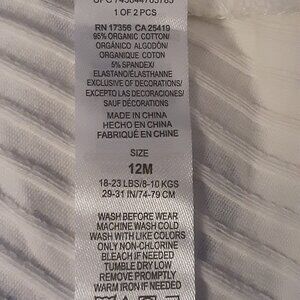 1 OF 2 PCS
RN 17356 CA 25419
95% ORGANIC COTTON/
ORGÁNICO ALGODÓN/
ORGANIQUE COTON
5% SPANDEX/
ELASTANO/ÉLASTHANNE
EXCLUSIVE OF DECORATIONS/
EXCEPTO LAS DECORACIONES/
SAUF DÉCORATIONS
MADE IN CHINA
HECHO EN CHINA
FABRIQUÉ EN CHINE
SIZE
12M
18-23 LBS/8-10 KGS
29-31 IN/74-79 CM
WASH BEFORE WEAR
MACHINE WASH COLD
WASH WITH LIKE COLORS
ONLY NON-CHLORINE
BLEACH IF NEEDED
TUMBLE DRY LOW
REMOVE PROMPTLY
WARM IRON IF NEEDED